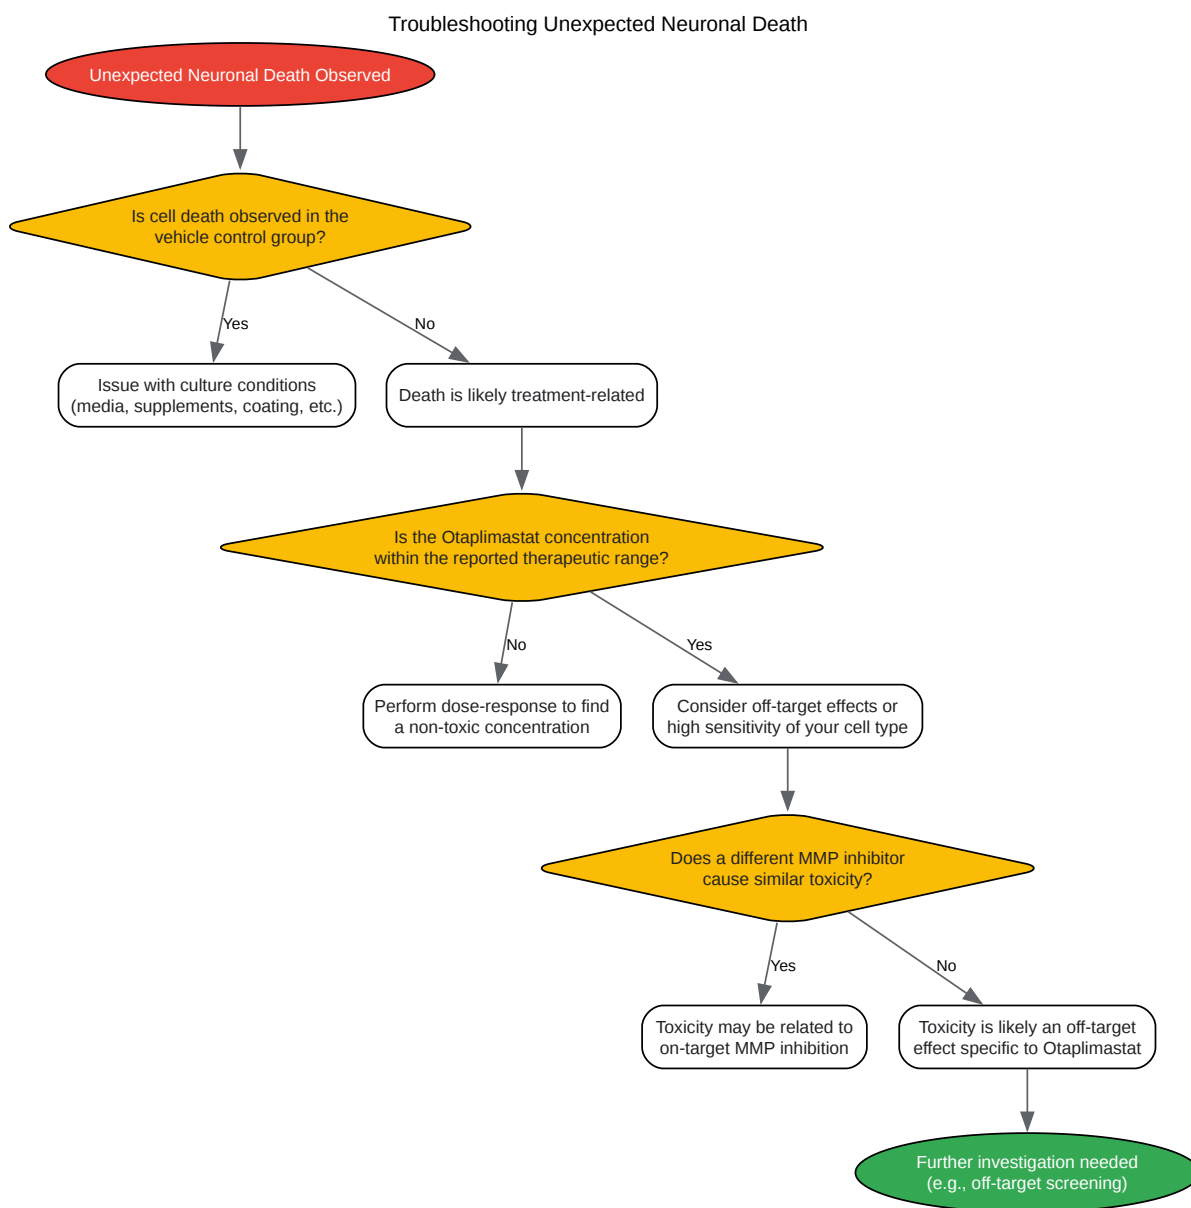 Troubleshooting Unexpected Neuronal Death
Unexpected Neuronal Death Observed
Is cell death observed in the
vehicle control group?
Yes
No
Issue with culture conditions
(media, supplements, coating, etc.)
Death is likely treatment-related
Is the Otaplimastat concentration
within the reported therapeutic range?
No
Yes
Perform dose-response to find
a non-toxic concentration
Consider off-target effects or
high sensitivity of your cell type
Does a different MMP inhibitor
cause similar toxicity?
Yes
No
Toxicity may be related to
on-target MMP inhibition
Toxicity is likely an off-target
effect specific to Otaplimastat
Further investigation needed
(e.g., off-target screening)